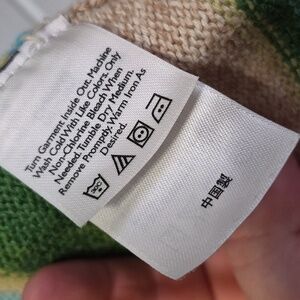 Turn Garment Inside Out. Machine
Wash Cold With Like Colors. Only
Non-Chlorine Bleach When
Needed. Tumble Dry Medium.
Remove Promptly. Warm Iron As
Desired.
中国製